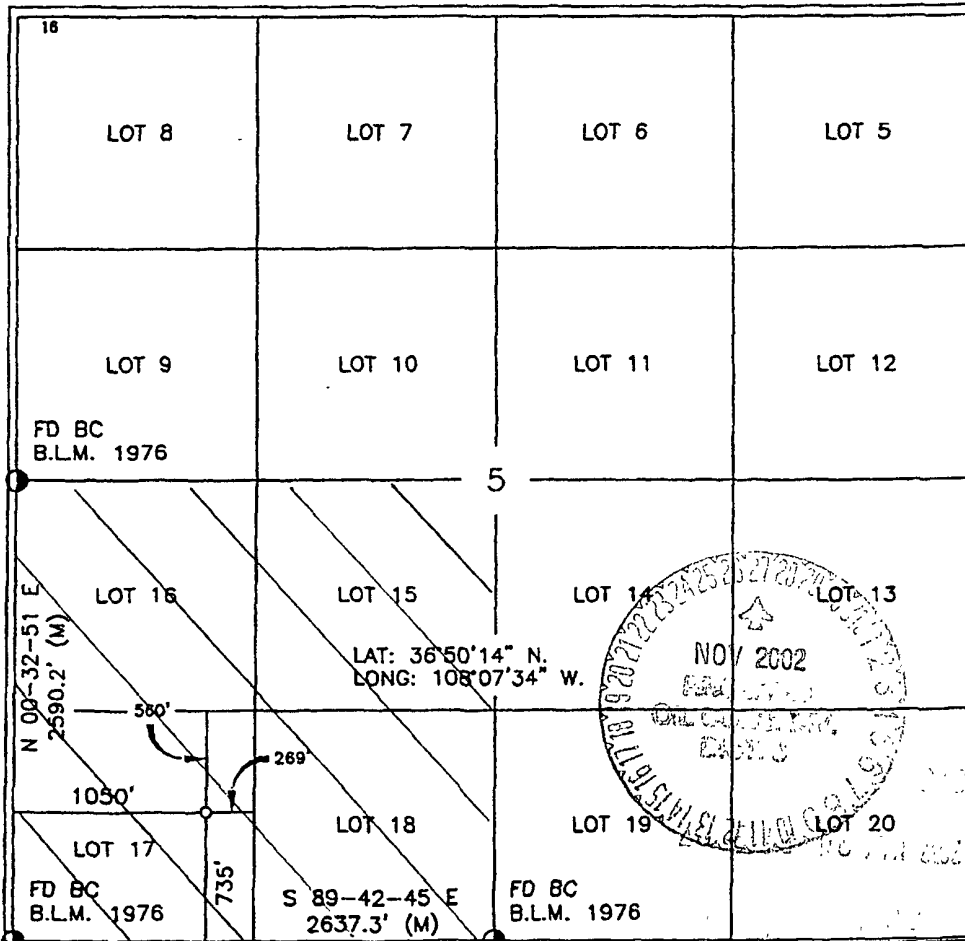 16
LOT 8
LOT 7
LOT 6
LOT 5
LOT 9
LOT 10
LOT 11
LOT 12
FD BC
B.L.M. 1976
5
N 00-32-51 E
2590.2' (M)
LOT 16
LOT 15
LOT 14
LOT 13
LAT: 36°50'14" N.
LONG: 108°07'34" W.
NOV 2002
560'
269'
1050'
LOT 17
LOT 18
LOT 19
LOT 20
735'
FD BC
B.L.M. 1976
S 89-42-45 E
2637.3' (M)
FD BC
B.L.M. 1976